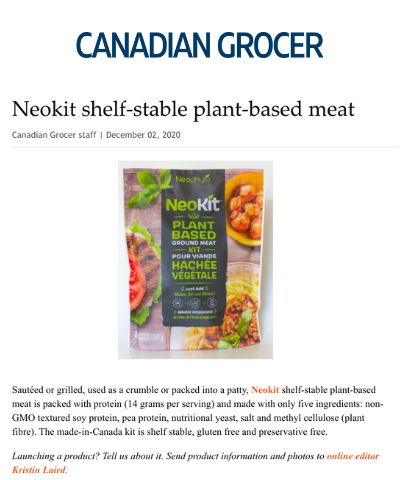 CANADIAN GROCER
Neokit shelf-stable plant-based meat
Canadian Grocer staff | December 02, 2020
Neophuto
NeoKit
PLANT
BASED
GROUND MEAT
KIT
POUR VIANDE
HACHÉE
VÉGÉTALE
Just Add
Sautéed or grilled, used as a crumble or packed into a patty, Neokit shelf-stable plant-based
meat is packed with protein (14 grams per serving) and made with only five ingredients: non-
GMO textured soy protein, pea protein, nutritional yeast, salt and methyl cellulose (plant
fibre). The made-in-Canada kit is shelf stable, gluten free and preservative free.
Launching a product? Tell us about it. Send product information and photos to online editor
Kristin Laird.